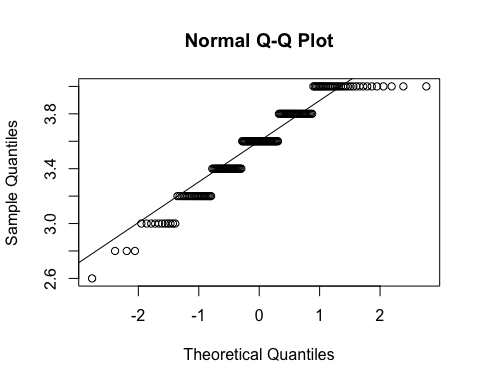 Normal Q-Q Plot
Sample Quantiles
3.8
3.4
3.0
2.6
-2 -1 0 1 2
Theoretical Quantiles